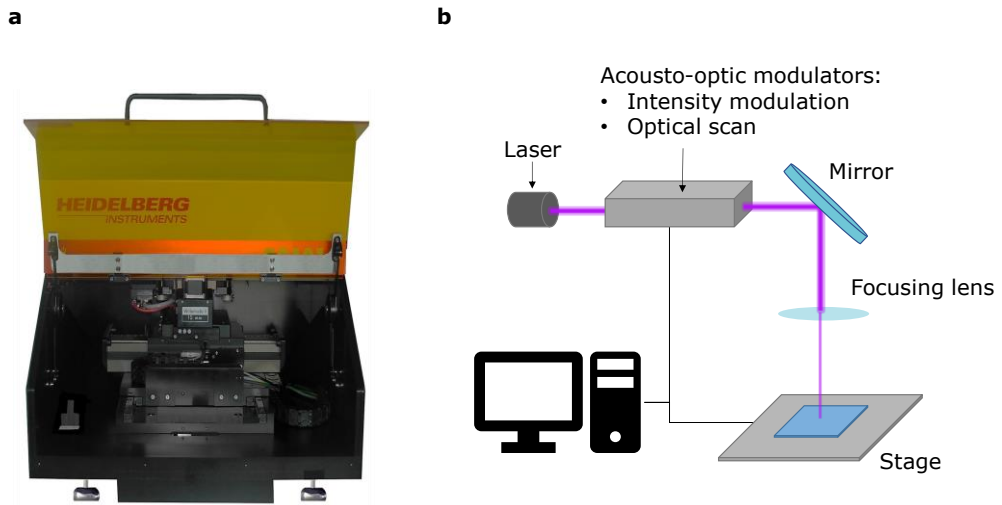 a
b
HEIDELBERG
INSTRUMENTS
Acousto-optic modulators:
• Intensity modulation
• Optical scan
Laser
Mirror
Focusing lens
Stage